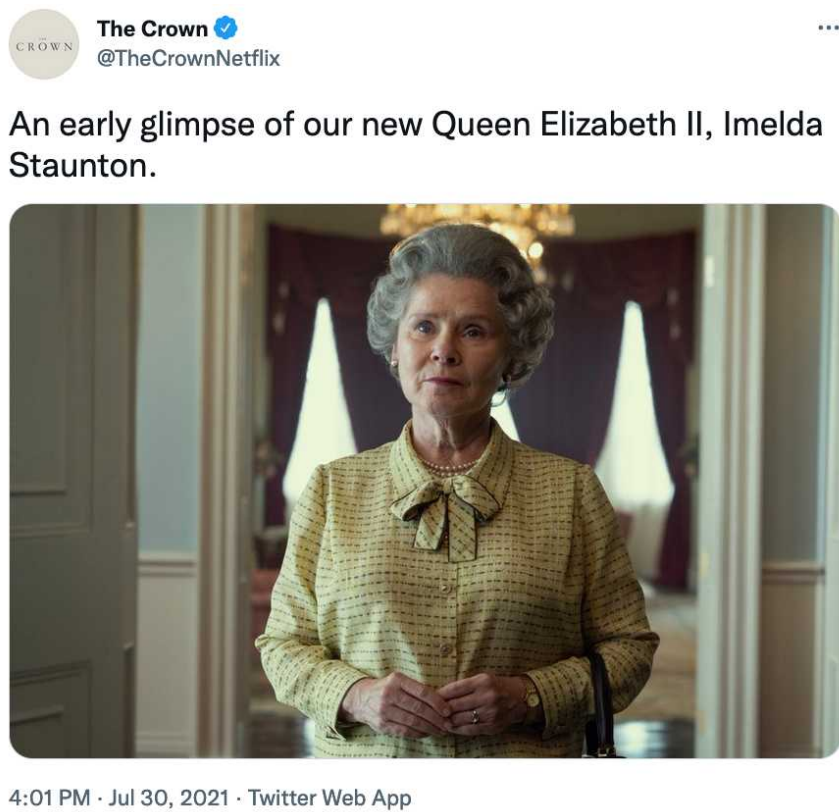 THE
CROWN
The Crown
@TheCrownNetflix
An early glimpse of our new Queen Elizabeth II, Imelda
Staunton.
4:01 PM · Jul 30, 2021 · Twitter Web App